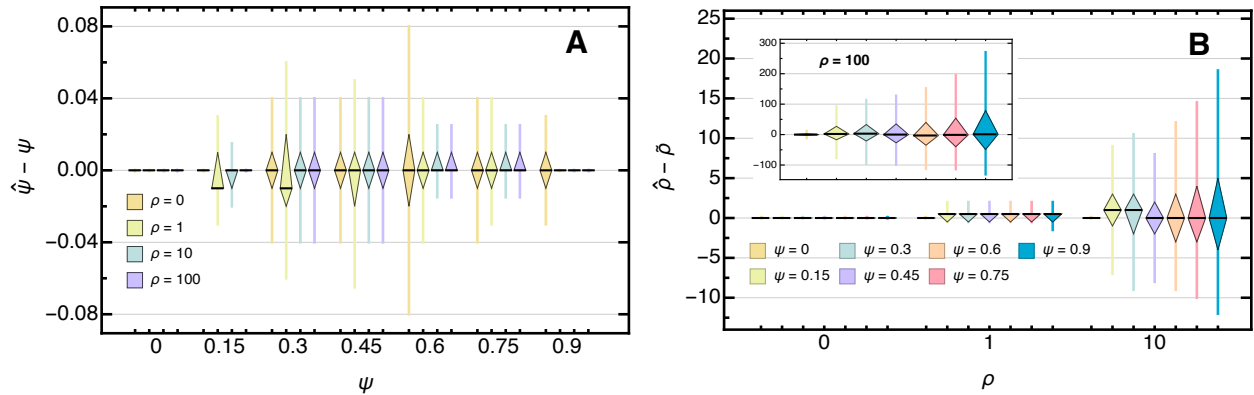 A
0.08
0.04
0.00
−0.04
−0.08
ψ̂ − ψ
ρ = 0
ρ = 1
ρ = 10
ρ = 100
0 0.15 0.3 0.45 0.6 0.75 0.9
ψ
B
25
20
15
10
5
0
−5
−10
ρ̂ − ρ̃
300
200
100
0
−100
ρ = 100
ψ = 0 ψ = 0.3 ψ = 0.6 ψ = 0.9
ψ = 0.15 ψ = 0.45 ψ = 0.75
0 1 10
ρ